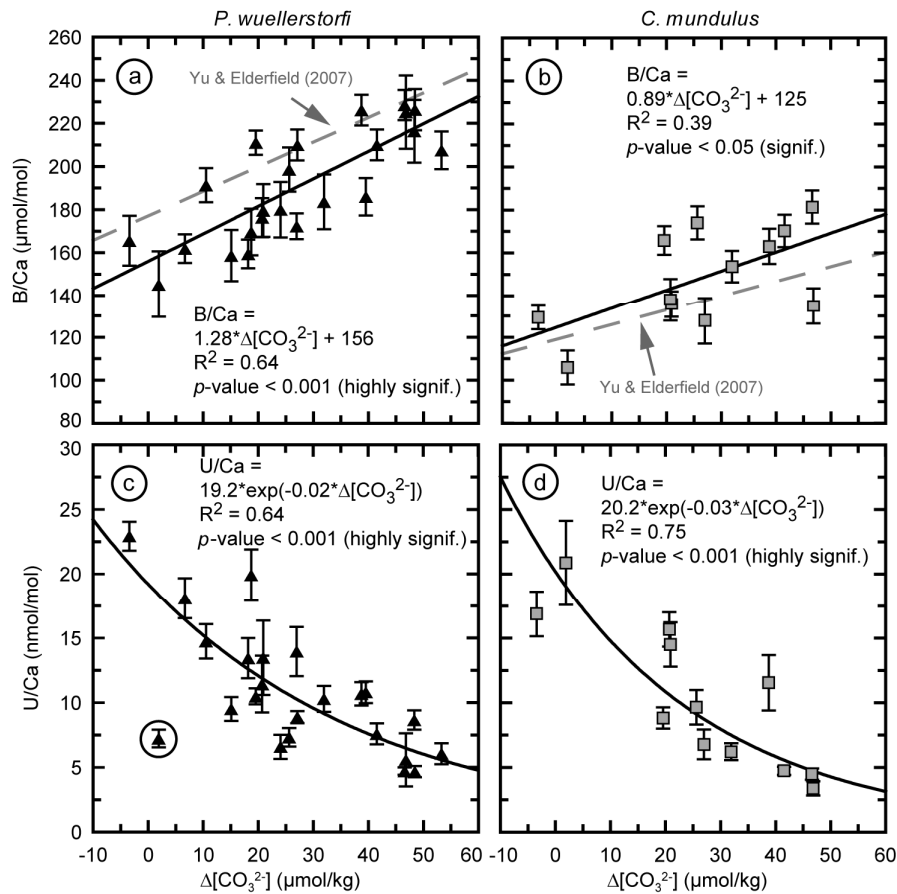 P. wuellerstorfi
C. mundulus
260
240
220
200
180
160
140
120
100
80
B/Ca (µmol/mol)
a
Yu & Elderfield (2007)
B/Ca =
1.28*Δ[CO₃²⁻] + 156
R² = 0.64
p-value < 0.001 (highly signif.)
b
B/Ca =
0.89*Δ[CO₃²⁻] + 125
R² = 0.39
p-value < 0.05 (signif.)
Yu & Elderfield (2007)
30
25
20
15
10
5
0
U/Ca (nmol/mol)
c
U/Ca =
19.2*exp(-0.02*Δ[CO₃²⁻])
R² = 0.64
p-value < 0.001 (highly signif.)
d
U/Ca =
20.2*exp(-0.03*Δ[CO₃²⁻])
R² = 0.75
p-value < 0.001 (highly signif.)
-10 0 10 20 30 40 50 60
-10 0 10 20 30 40 50 60
Δ[CO₃²⁻] (µmol/kg)
Δ[CO₃²⁻] (µmol/kg)